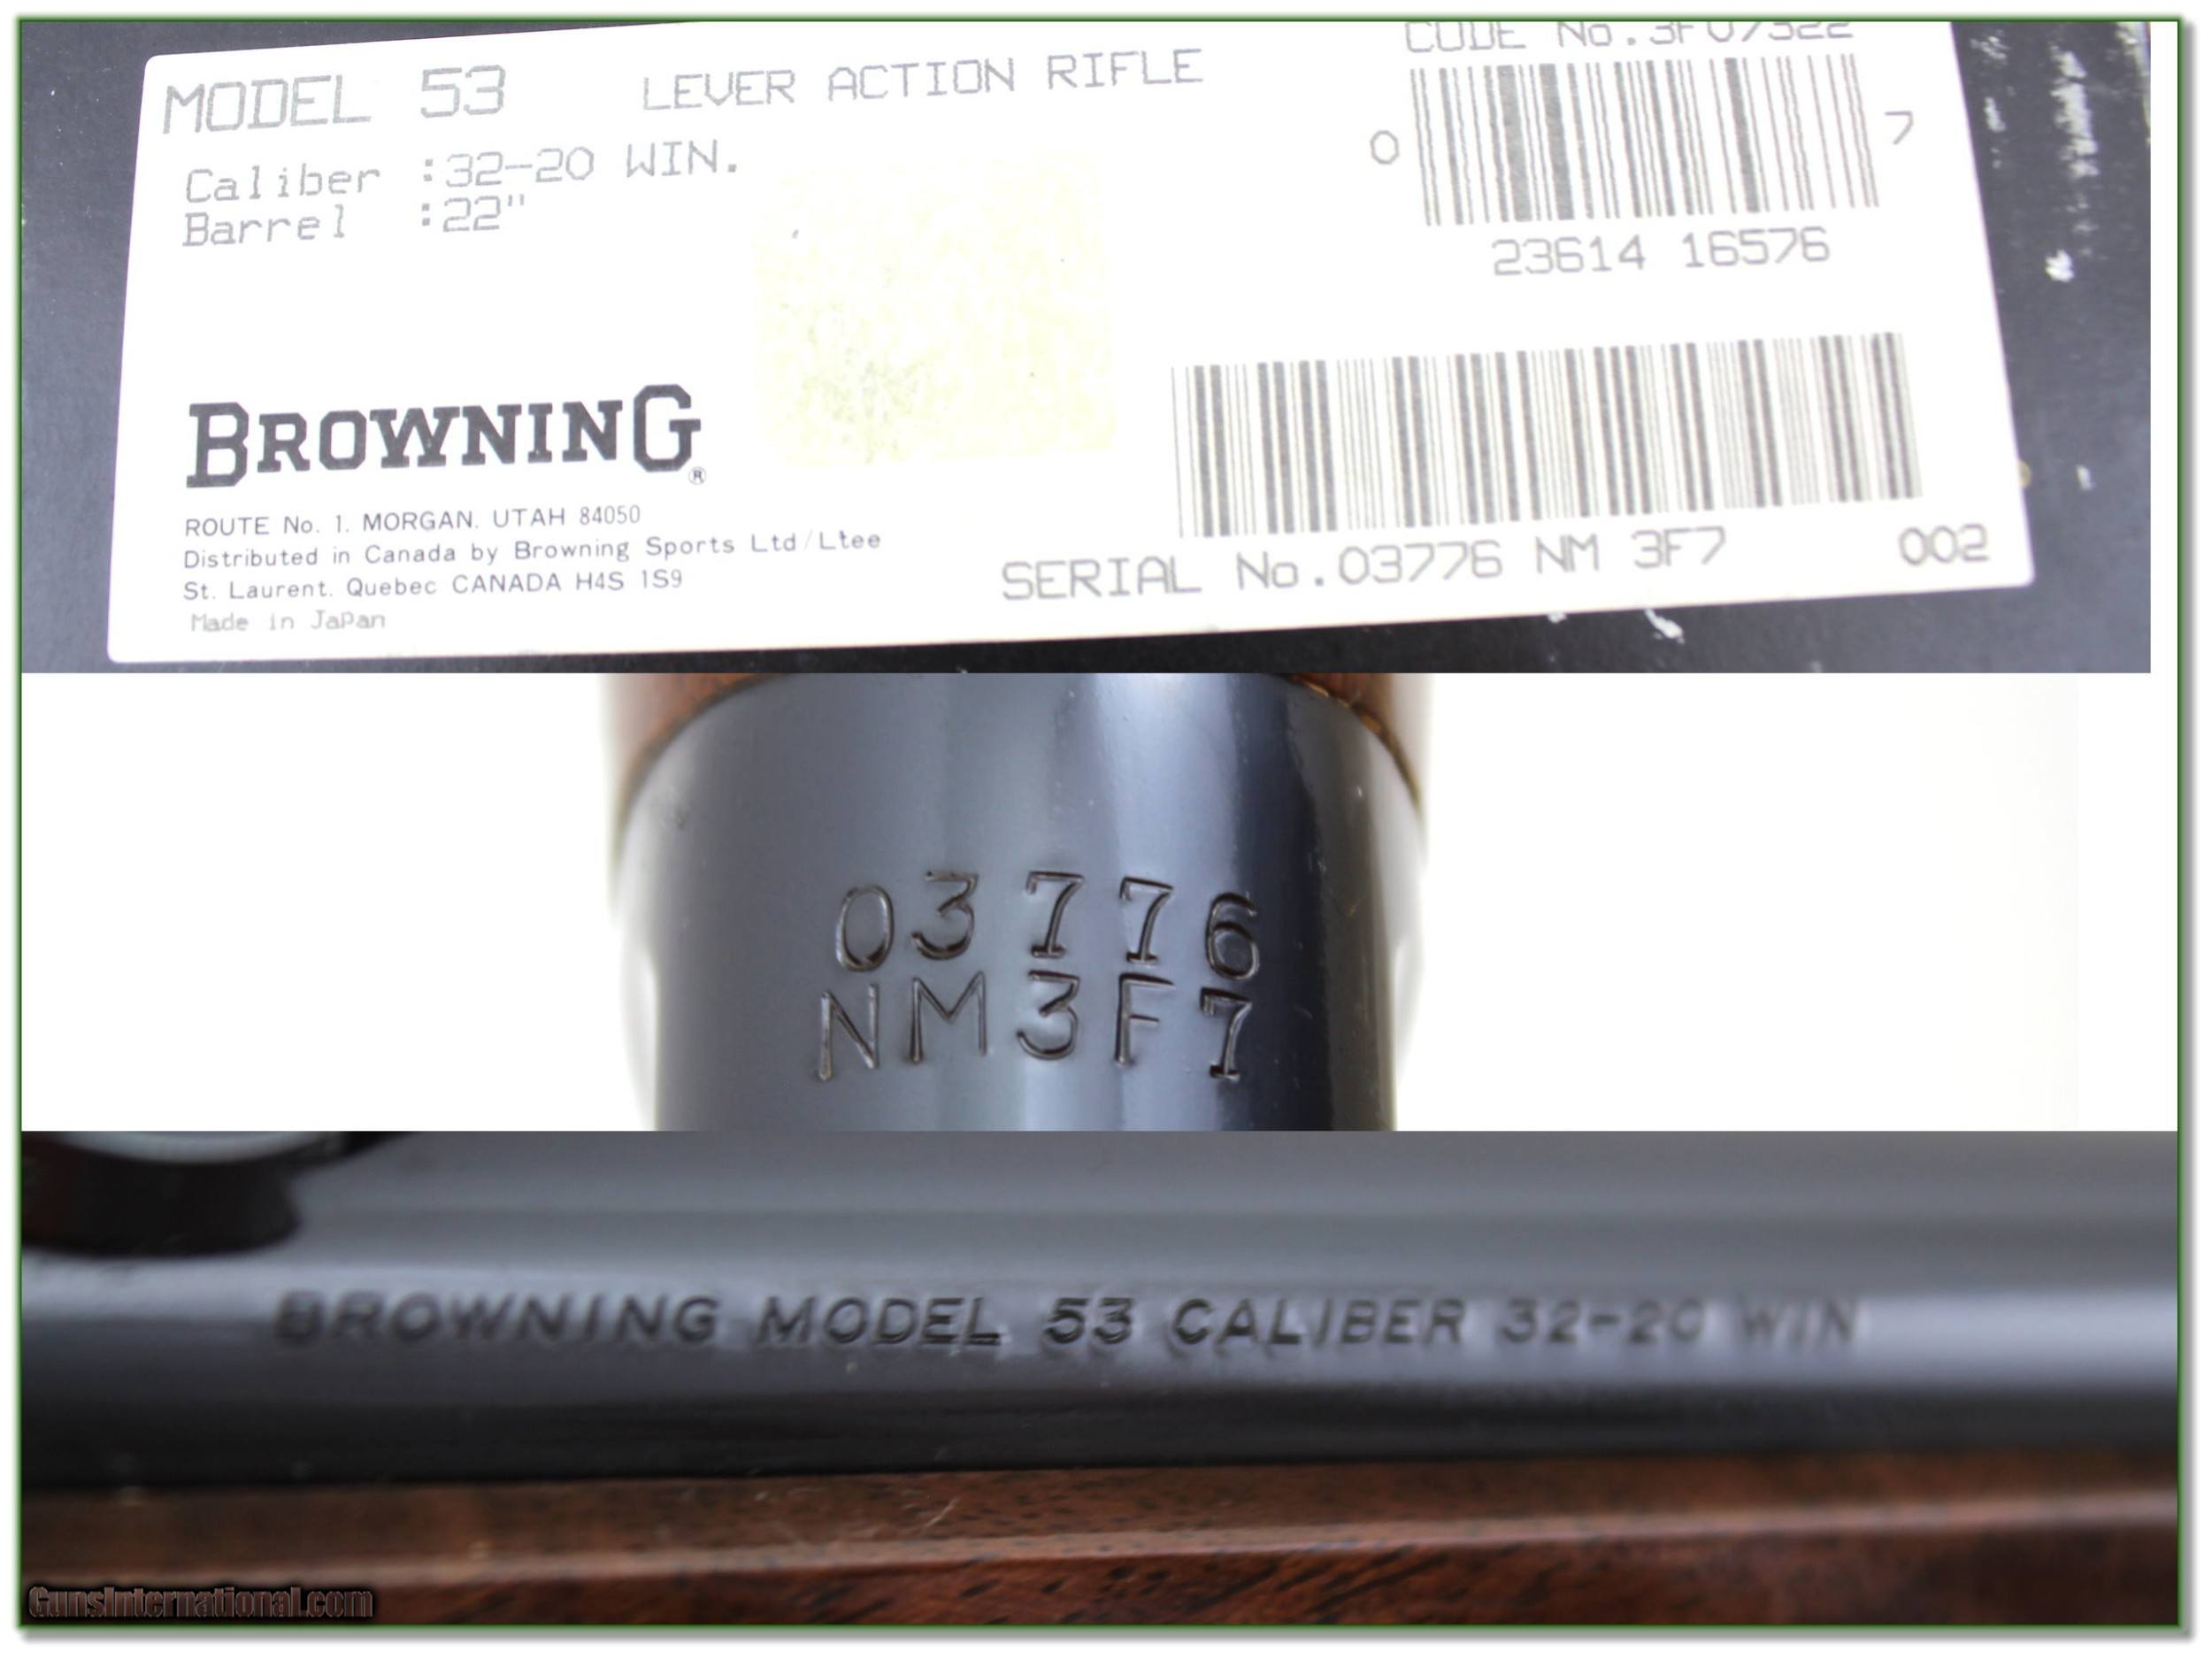 CODE No.3F07322
MODEL 53 LEVER ACTION RIFLE
Caliber :32-20 WIN.
Barrel :22"
0 7
23614 16576
BROWNING®
ROUTE No. 1. MORGAN. UTAH 84050
Distributed in Canada by Browning Sports Ltd/Ltee
St. Laurent. Quebec CANADA H4S 1S9
Made in Japan
SERIAL No.03776 NM 3F7 002
03776
NM3F7
BROWNING MODEL 53 CALIBER 32-20 WIN
GunsInternational.com